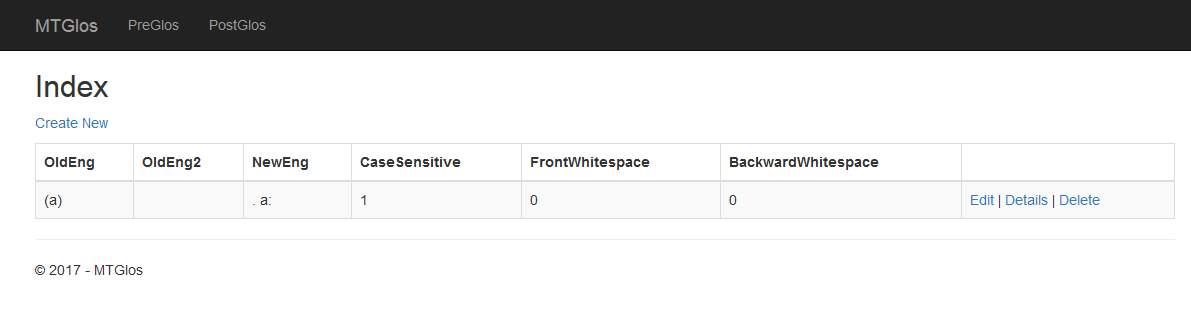 MTGlos PreGlos PostGlos
Index
Create New
OldEng OldEng2 NewEng CaseSensitive FrontWhitespace BackwardWhitespace
(a) . a: 1 0 0 Edit | Details | Delete
© 2017 - MTGlos